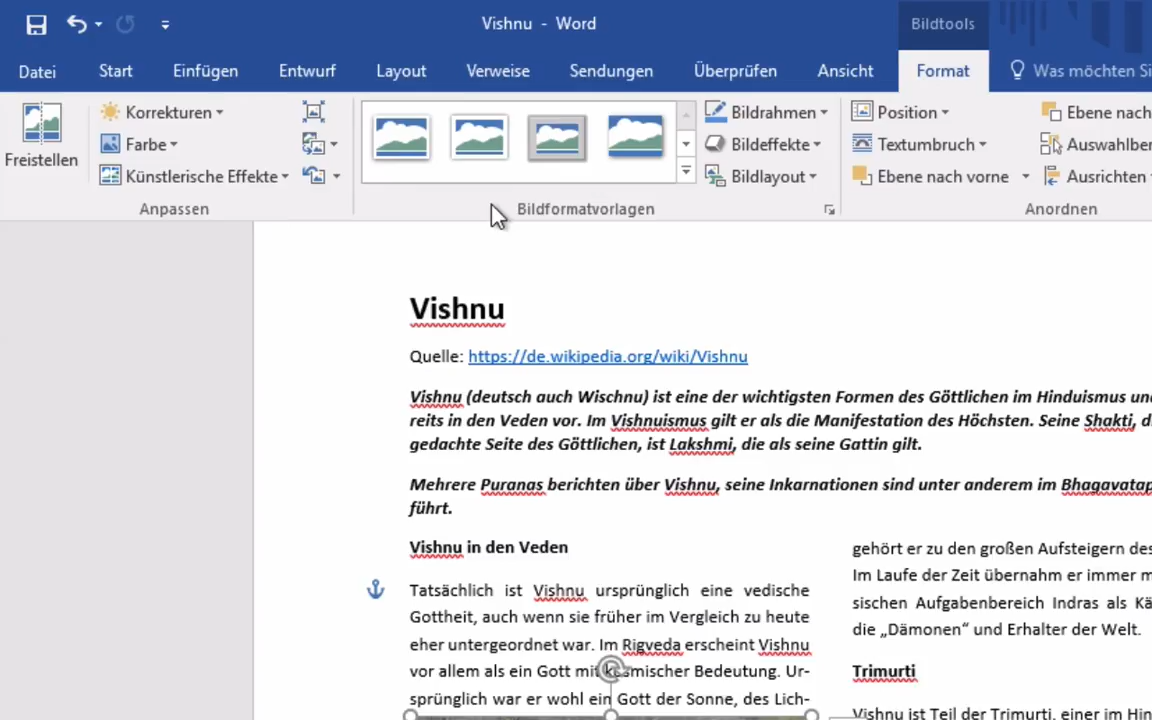 Vishnu - Word
Bildtools
Datei Start Einfügen Entwurf Layout Verweise Sendungen Überprüfen Ansicht Format Was möchten Si
Freistellen
Korrekturen
Farbe
Künstlerische Effekte
Anpassen
Bildformatvorlagen
Bildrahmen
Bildeffekte
Bildlayout
Position
Textumbruch
Ebene nach vorne
Ebene nach
Auswahlber
Ausrichten
Anordnen
Vishnu
Quelle: https://de.wikipedia.org/wiki/Vishnu
Vishnu (deutsch auch Wischnu) ist eine der wichtigsten Formen des Göttlichen im Hinduismus und
reits in den Veden vor. Im Vishnuismus gilt er als die Manifestation des Höchsten. Seine Shakti, d
gedachte Seite des Göttlichen, ist Lakshmi, die als seine Gattin gilt.
Mehrere Puranas berichten über Vishnu, seine Inkarnationen sind unter anderem im Bhagavatap
führt.
Vishnu in den Veden
Tatsächlich ist Vishnu ursprünglich eine vedische
Gottheit, auch wenn sie früher im Vergleich zu heute
eher untergeordnet war. Im Rigveda erscheint Vishnu
vor allem als ein Gott mit kosmischer Bedeutung. Ur-
sprünglich war er wohl ein Gott der Sonne, des Lich-
gehört er zu den großen Aufsteigern des
Im Laufe der Zeit übernahm er immer m
sischen Aufgabenbereich Indras als Kä
die „Dämonen“ und Erhalter der Welt.
Trimurti
Vishnu ist Teil der Trimurti, einer im Hin